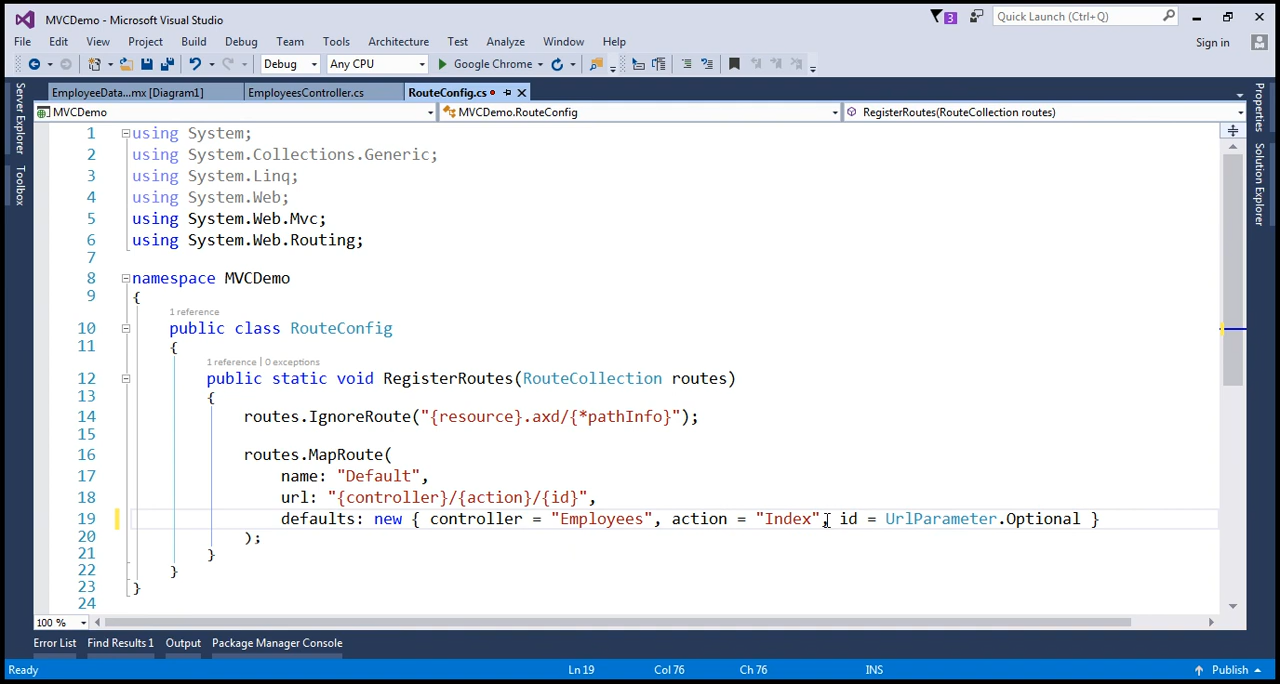 MVCDemo - Microsoft Visual Studio
3
Quick Launch (Ctrl+Q)
File Edit View Project Build Debug Team Tools Architecture Test Analyze Window Help
Sign in
Debug Any CPU Google Chrome
Server Explorer
Toolbox
EmployeeData...mx [Diagram1] EmployeesController.cs RouteConfig.cs
MVCDemo MVCDemo.RouteConfig RegisterRoutes(RouteCollection routes)
Properties
Solution Explorer
1 using System;
2 using System.Collections.Generic;
3 using System.Linq;
4 using System.Web;
5 using System.Web.Mvc;
6 using System.Web.Routing;
7
8 namespace MVCDemo
9 {
1 reference
10 public class RouteConfig
11 {
1 reference | 0 exceptions
12 public static void RegisterRoutes(RouteCollection routes)
13 {
14 routes.IgnoreRoute("{resource}.axd/{*pathInfo}");
15
16 routes.MapRoute(
17 name: "Default",
18 url: "{controller}/{action}/{id}",
19 defaults: new { controller = "Employees", action = "Index", id = UrlParameter.Optional }
20 );
21 }
22 }
23 }
24
100 %
Error List Find Results 1 Output Package Manager Console
Ready Ln 19 Col 76 Ch 76 INS Publish